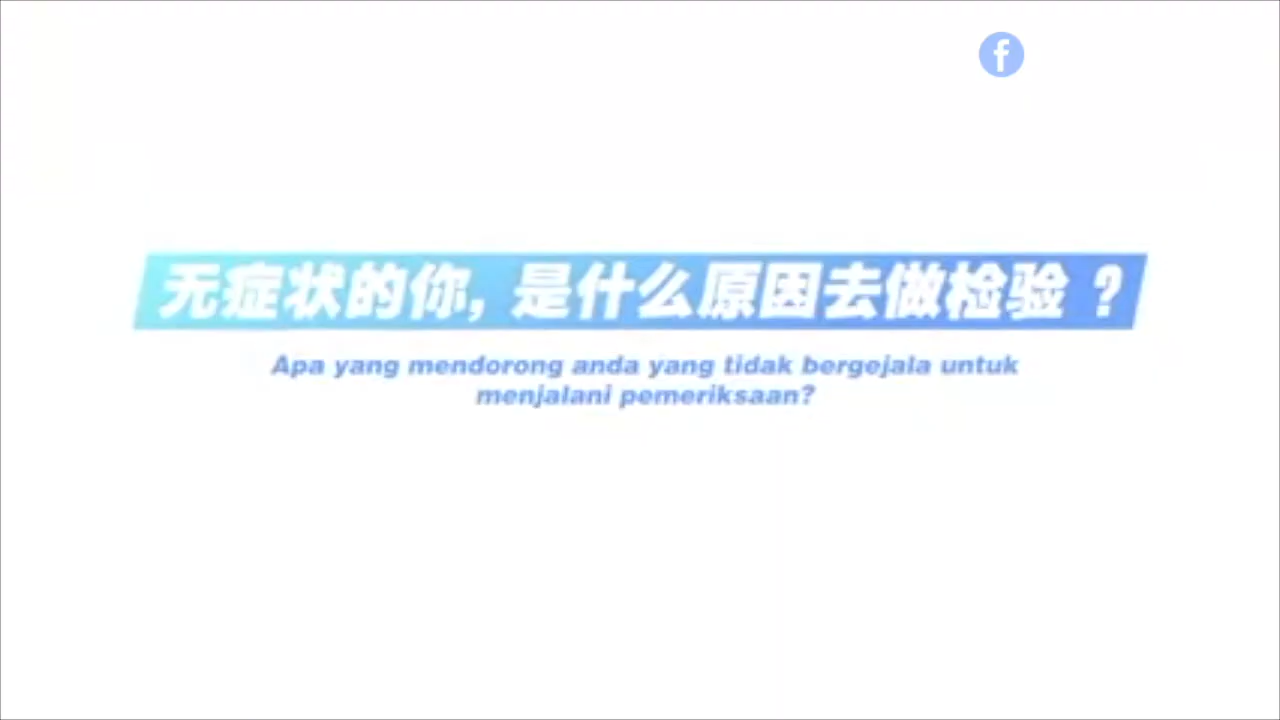 无症状的你, 是什么原因去做检验 ?
Apa yang mendorong anda yang tidak bergejala untuk
menjalani pemeriksaan?